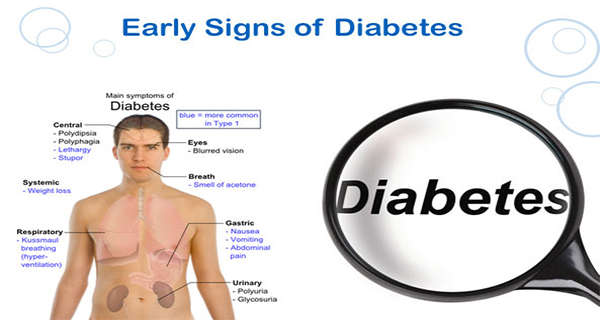 Early Signs of Diabetes
Main symptoms of
Diabetes
blue = more common
in Type 1
Central
- Polydipsia
- Polyphagia
- Lethargy
- Stupor
Eyes
- Blurred vision
Breath
- Smell of acetone
Systemic
- Weight loss
Respiratory
- Kussmaul
breathing
(hyper-
ventilation)
Gastric
- Nausea
- Vomiting
- Abdominal
pain
Urinary
- Polyuria
- Glycosuria
Diabetes